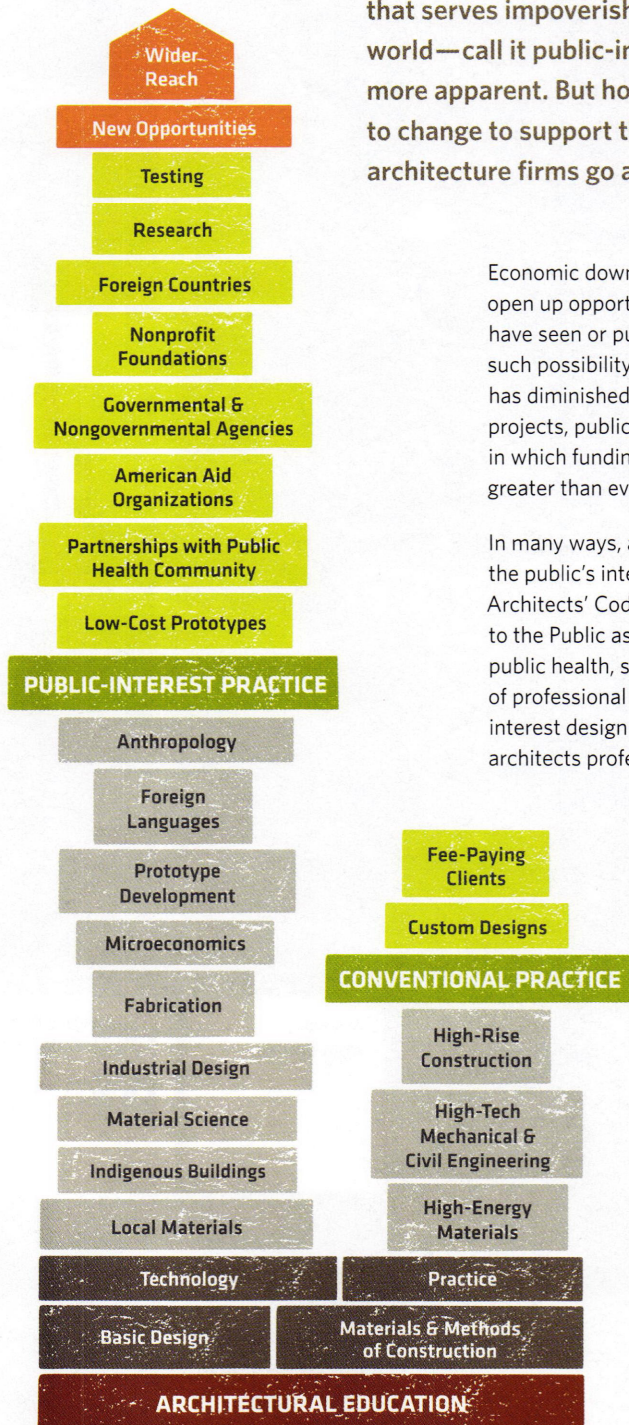 that serves impoverish
world—call it public-in
more apparent. But ho
to change to support t
architecture firms go a
Economic down
open up opport
have seen or pu
such possibility
has diminished
projects, public
in which fundin
greater than ev
In many ways, a
the public's inte
Architects' Cod
to the Public as
public health, s
of professional
interest design
architects profe
Wider
Reach
New Opportunities
Testing
Research
Foreign Countries
Nonprofit
Foundations
Governmental &
Nongovernmental Agencies
American Aid
Organizations
Partnerships with Public
Health Community
Low-Cost Prototypes
PUBLIC-INTEREST PRACTICE
Anthropology
Foreign
Languages
Prototype
Development
Microeconomics
Fabrication
Industrial Design
Material Science
Indigenous Buildings
Local Materials
Fee-Paying
Clients
Custom Designs
CONVENTIONAL PRACTICE
High-Rise
Construction
High-Tech
Mechanical &
Civil Engineering
High-Energy
Materials
Technology
Practice
Basic Design
Materials & Methods
of Construction
ARCHITECTURAL EDUCATION